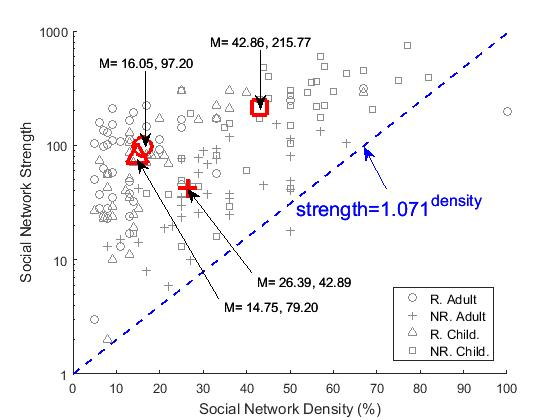 1000
100
10
1
Social Network Strength
M= 16.05, 97.20
M= 42.86, 215.77
strength=1.071^density
M= 26.39, 42.89
M= 14.75, 79.20
R. Adult
NR. Adult
R. Child.
NR. Child.
0 10 20 30 40 50 60 70 80 90 100
Social Network Density (%)